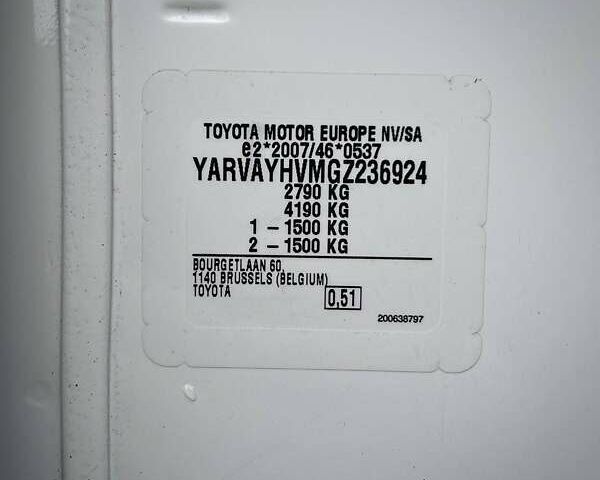 TOYOTA MOTOR EUROPE NV/SA
e2*2007/46*0537
YARVAYHVMGZ236924
2790 KG
4190 KG
1 - 1500 KG
2 - 1500 KG
BOURGETLAAN 60,
1140 BRUSSELS (BELGIUM)
TOYOTA
0,51
200638797